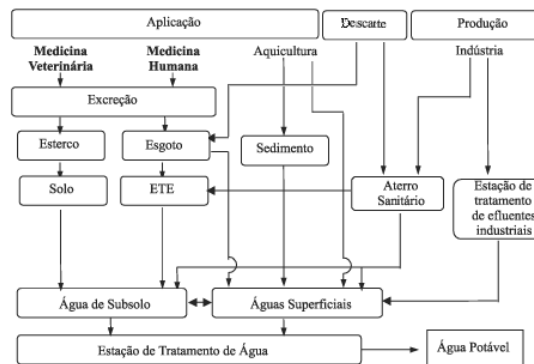 Aplicação
Descarte
Produção
Medicina
Veterinária
Medicina
Humana
Aquicultura
Indústria
Excreção
Esterco
Esgoto
Sedimento
Solo
ETE
Aterro
Sanitário
Estação de
tratamento
de efluentes
industriais
Água de Subsolo
Águas Superficiais
Estação de Tratamento de Água
Água Potável